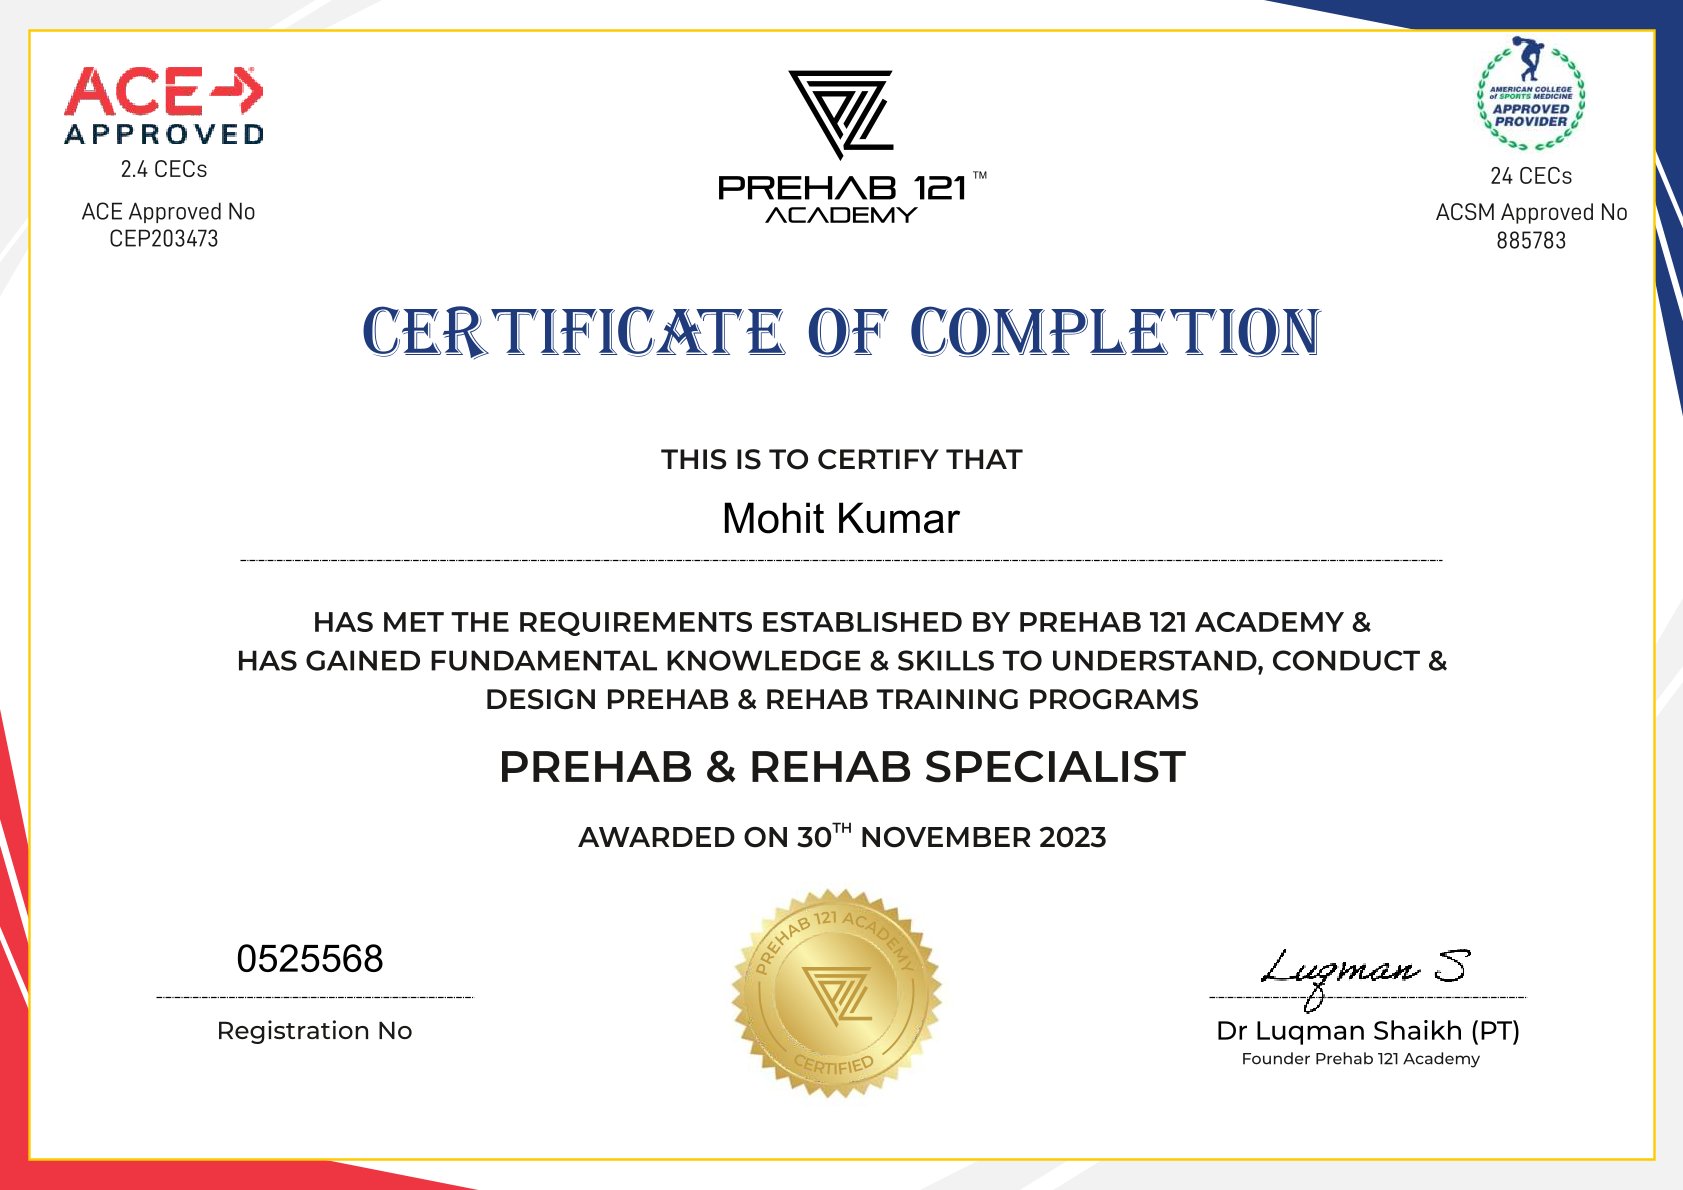 ACE
APPROVED
2.4 CECs
ACE Approved No
CEP203473
PREHAB 121™
ACADEMY
AMERICAN COLLEGE
of SPORTS MEDICINE
APPROVED
PROVIDER
24 CECs
ACSM Approved No
885783
CERTIFICATE OF COMPLETION
THIS IS TO CERTIFY THAT
Mohit Kumar
HAS MET THE REQUIREMENTS ESTABLISHED BY PREHAB 121 ACADEMY &
HAS GAINED FUNDAMENTAL KNOWLEDGE & SKILLS TO UNDERSTAND, CONDUCT &
DESIGN PREHAB & REHAB TRAINING PROGRAMS
PREHAB & REHAB SPECIALIST
AWARDED ON 30TH NOVEMBER 2023
0525568
Registration No
PREHAB 121 ACADEMY
CERTIFIED
Luqman S
Dr Luqman Shaikh (PT)
Founder Prehab 121 Academy